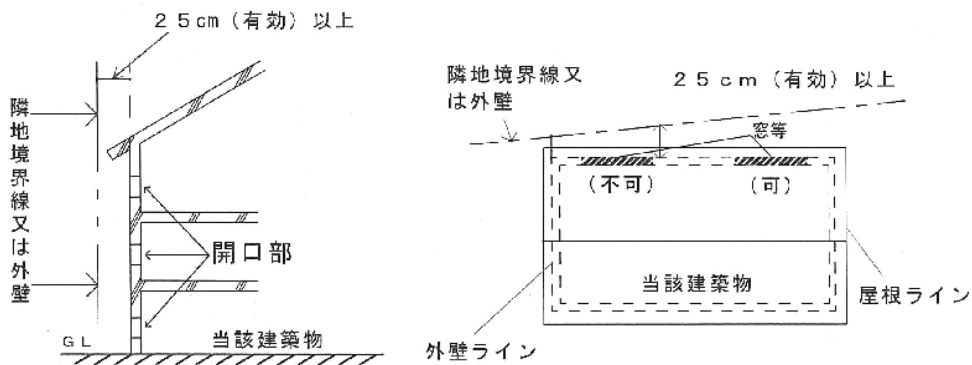 ２５㎝（有効）以上
隣地境界線又は外壁
開口部
ＧＬ
当該建築物
隣地境界線又
は外壁
２５ｃｍ（有効）以上
窓等
（不可）
（可）
当該建築物
屋根ライン
外壁ライン